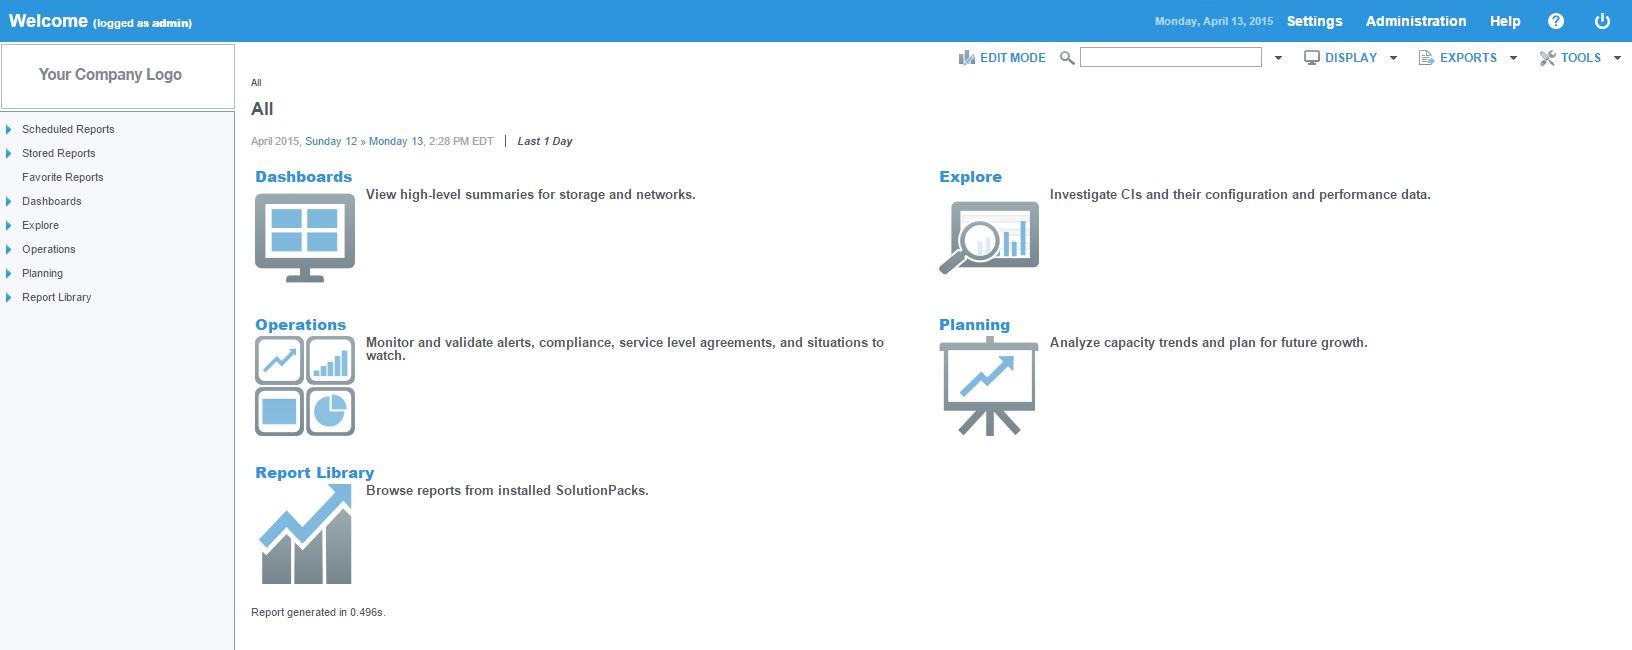 Welcome (logged as admin)
Monday, April 13, 2015 Settings Administration Help ?
Your Company Logo
EDIT MODE DISPLAY EXPORTS TOOLS
Scheduled Reports
Stored Reports
Favorite Reports
Dashboards
Explore
Operations
Planning
Report Library
All
All
April 2015, Sunday 12 » Monday 13, 2:28 PM EDT | Last 1 Day
Dashboards
View high-level summaries for storage and networks.
Explore
Investigate CIs and their configuration and performance data.
Operations
Monitor and validate alerts, compliance, service level agreements, and situations to
watch.
Planning
Analyze capacity trends and plan for future growth.
Report Library
Browse reports from installed SolutionPacks.
Report generated in 0.496s.